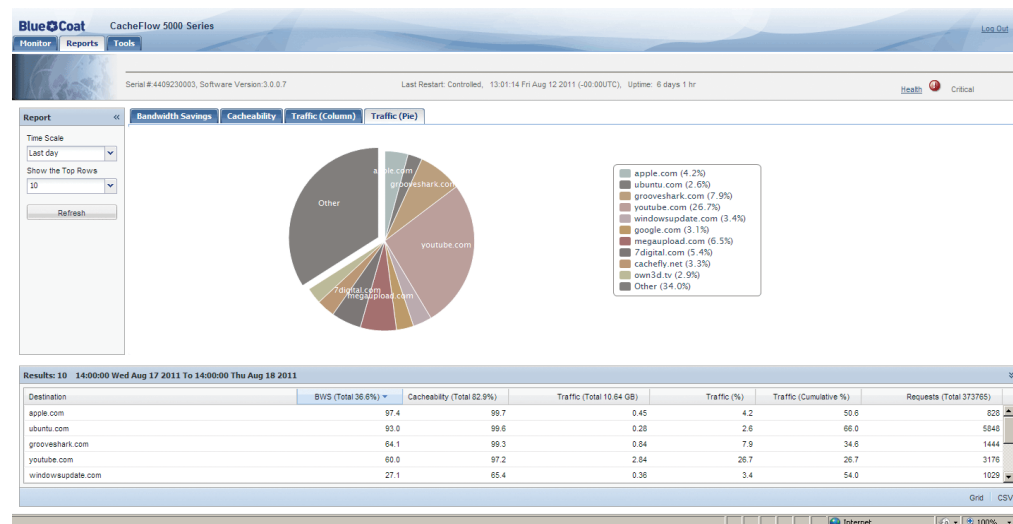 Blue Coat CacheFlow 5000 Series
Log Out
Monitor Reports Tools
Serial #:4409230003, Software Version:3.0.0.7 Last Restart: Controlled, 13:01:14 Fri Aug 12 2011 (-00:00UTC), Uptime: 6 days 1 hr Health Critical
Report «
Bandwidth Savings Cacheability Traffic (Column) Traffic (Pie)
Time Scale
Last day
Show the Top Rows
10
Refresh
apple.com
grooveshark.com
Other
youtube.com
7digital.com
megaupload.com
apple.com (4.2%)
ubuntu.com (2.6%)
grooveshark.com (7.9%)
youtube.com (26.7%)
windowsupdate.com (3.4%)
google.com (3.1%)
megaupload.com (6.5%)
7digital.com (5.4%)
cachefly.net (3.3%)
own3d.tv (2.9%)
Other (34.0%)
Results: 10 14:00:00 Wed Aug 17 2011 To 14:00:00 Thu Aug 18 2011
Destination BWS (Total 36.6%) Cacheability (Total 82.9%) Traffic (Total 10.64 GB) Traffic (%) Traffic (Cumulative %) Requests (Total 373765)
apple.com 97.4 99.7 0.45 4.2 50.6 828
ubuntu.com 93.0 99.6 0.28 2.6 66.0 5848
grooveshark.com 64.1 99.3 0.84 7.9 34.6 1444
youtube.com 60.0 97.2 2.84 26.7 26.7 3176
windowsupdate.com 27.1 65.4 0.36 3.4 54.0 1029
Grid CSV
Internet 100%